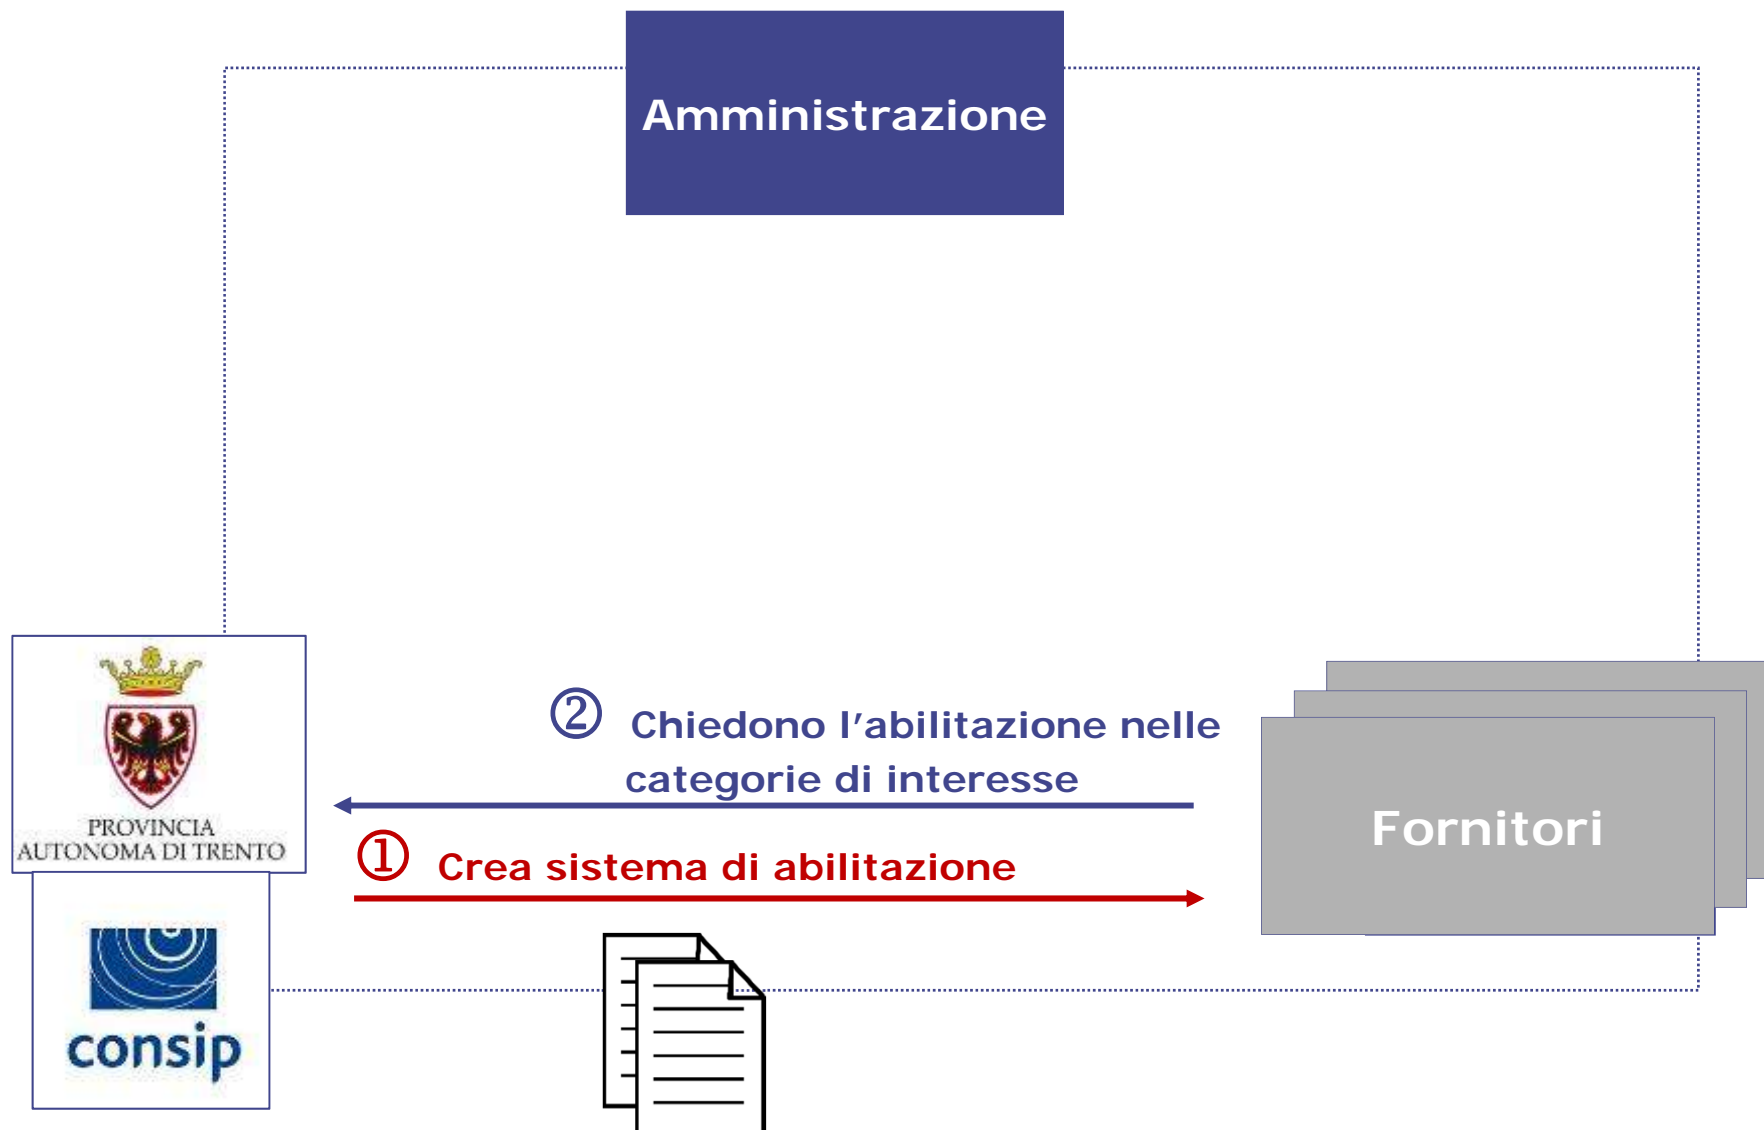 Amministrazione
② Chiedono l’abilitazione nelle
categorie di interesse
PROVINCIA
AUTONOMA DI TRENTO
① Crea sistema di abilitazione
Fornitori
consip